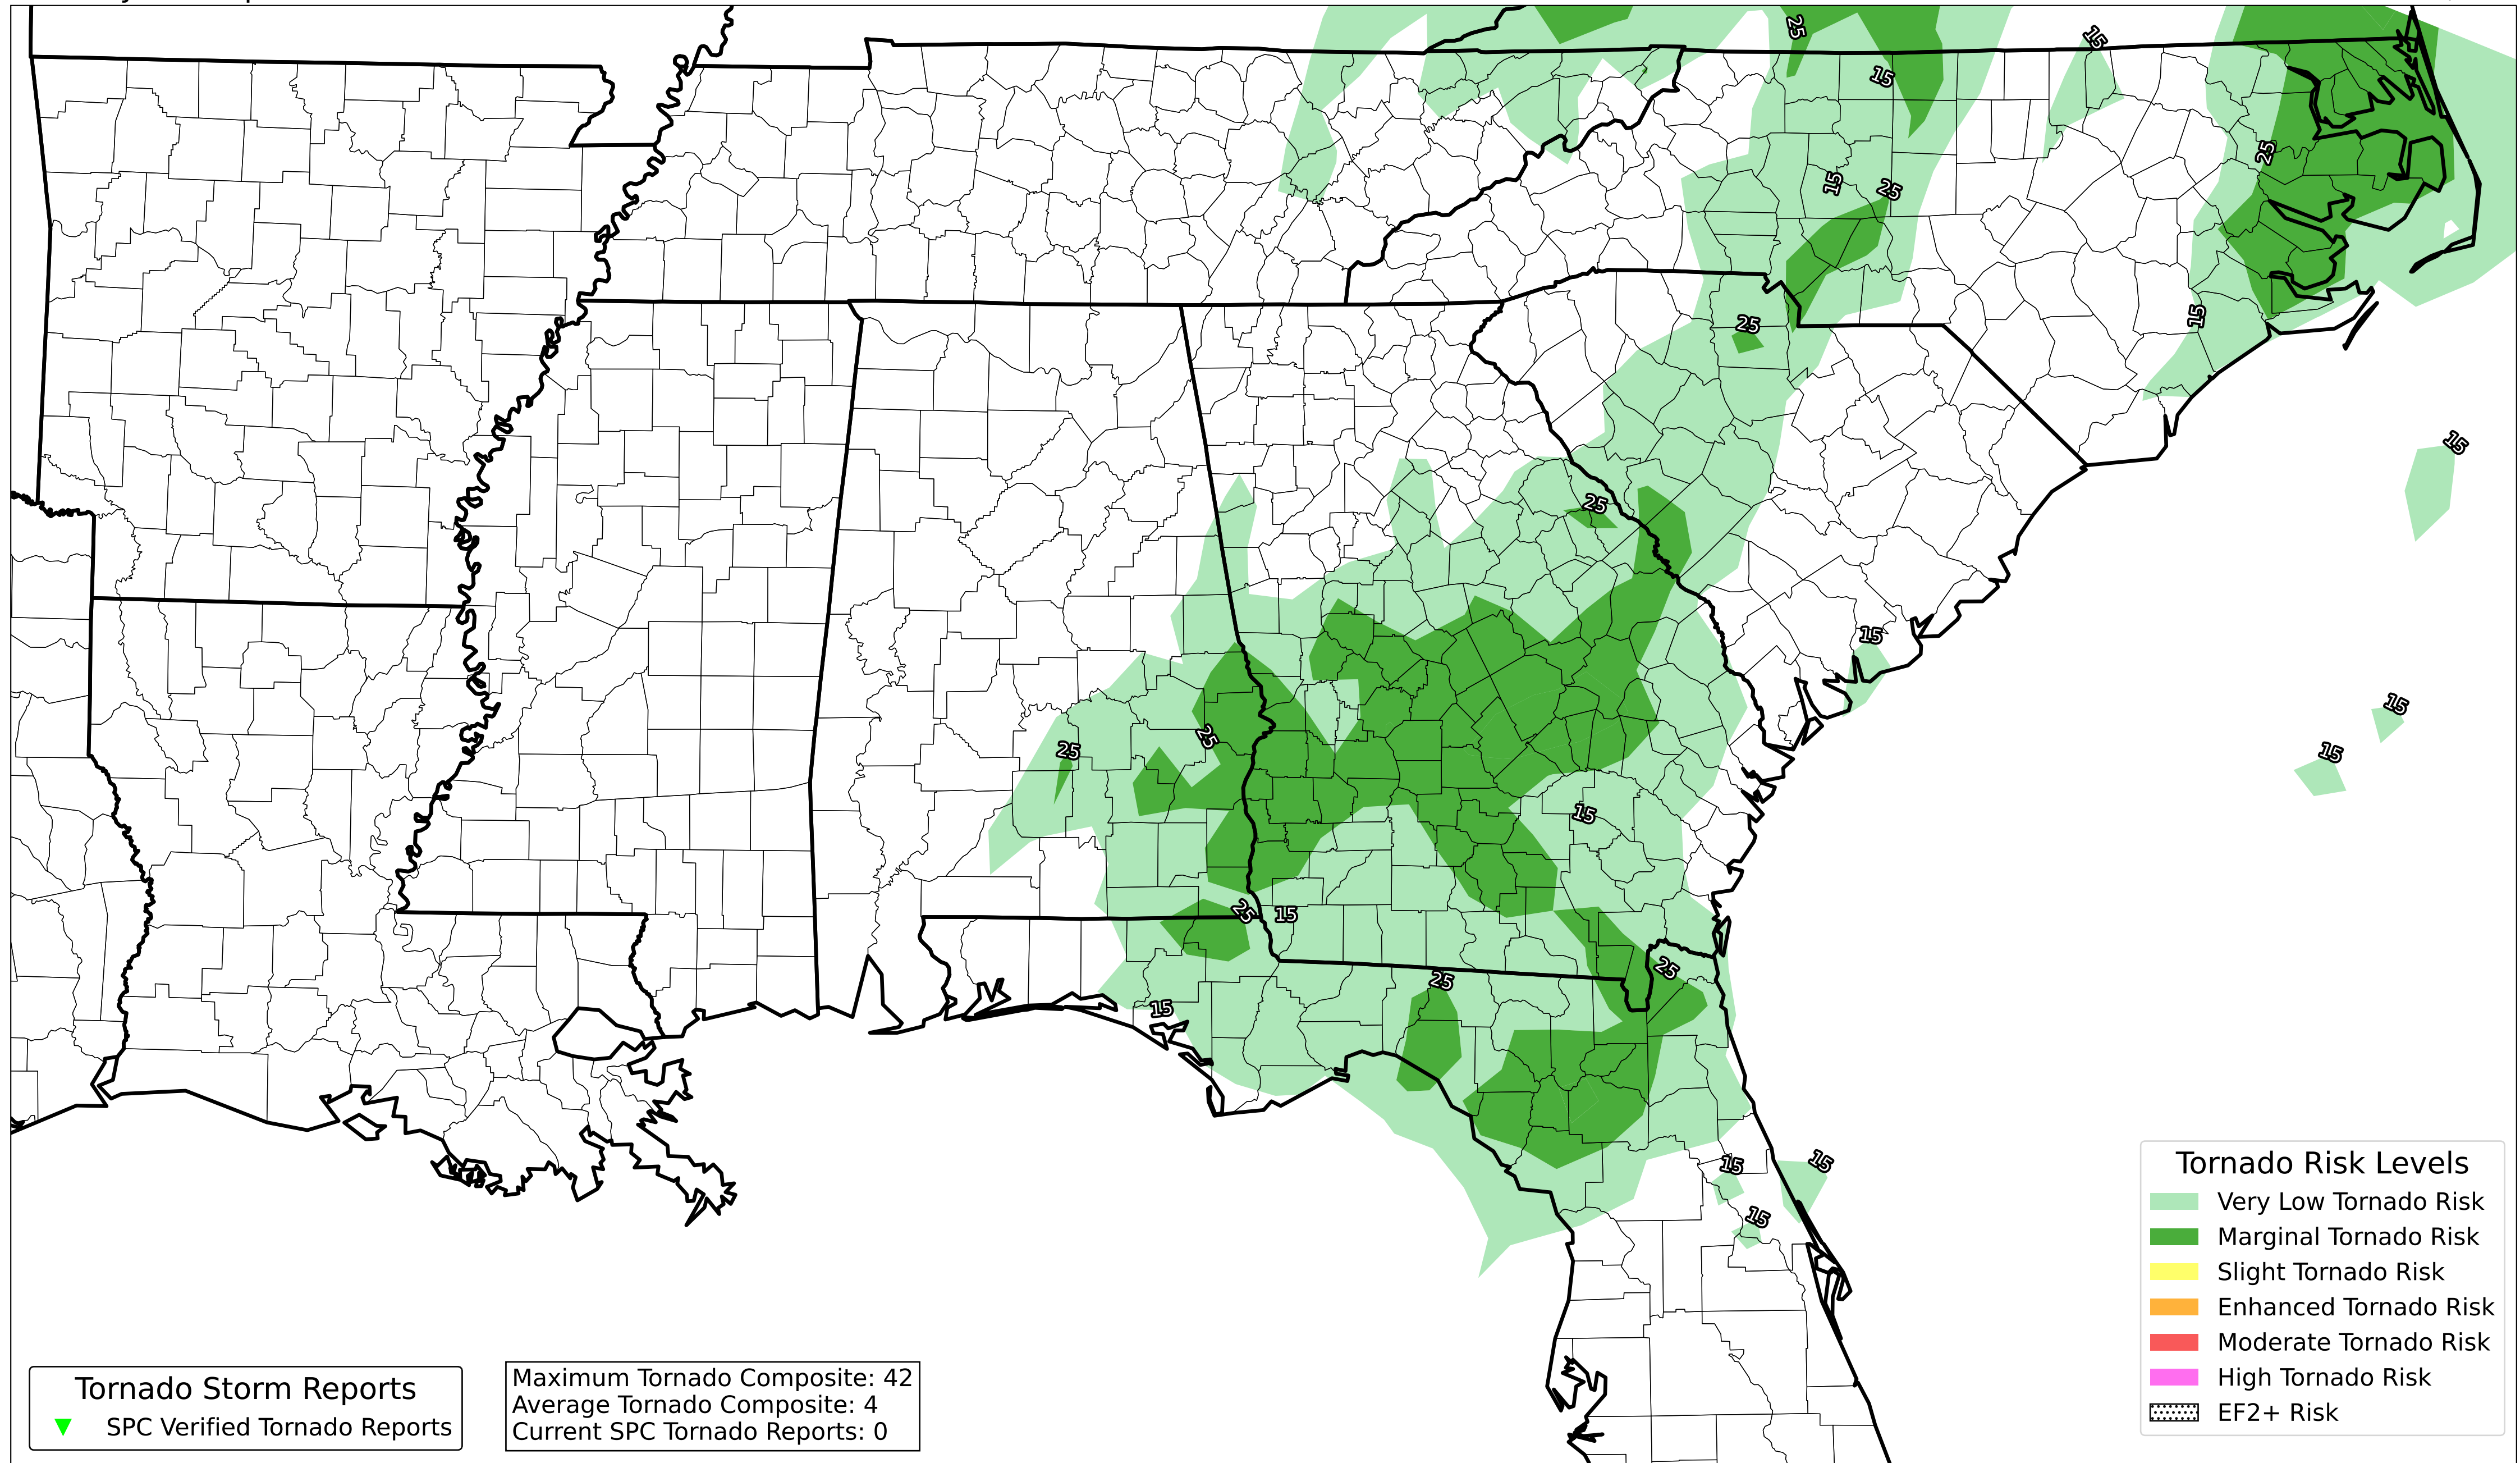 25
15
15
15
25
25
15
25
15
25
15
15
25
25
15
15
25
15
25
25
15
15
15
15
Tornado Risk Levels
Very Low Tornado Risk
Marginal Tornado Risk
Slight Tornado Risk
Enhanced Tornado Risk
Moderate Tornado Risk
High Tornado Risk
EF2+ Risk
Tornado Storm Reports
SPC Verified Tornado Reports
Maximum Tornado Composite: 42
Average Tornado Composite: 4
Current SPC Tornado Reports: 0